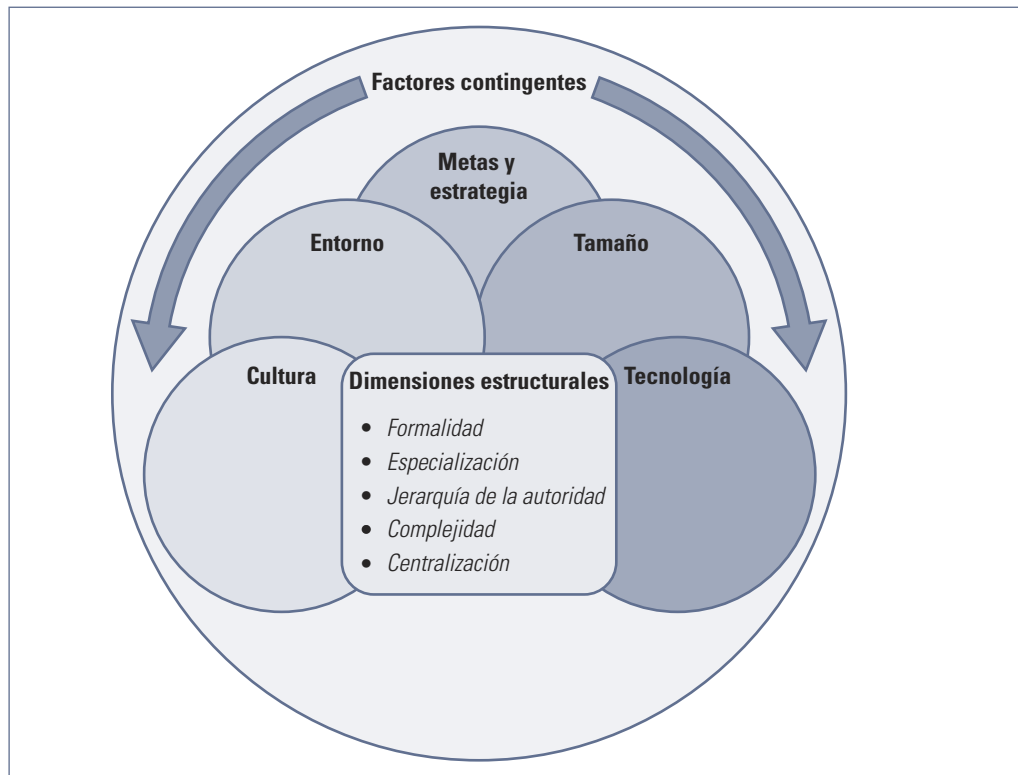 Factores contingentes
Metas y
estrategia
Entorno
Tamaño
Cultura
Dimensiones estructurales
Tecnología
• Formalidad
• Especialización
• Jerarquía de la autoridad
• Complejidad
• Centralización